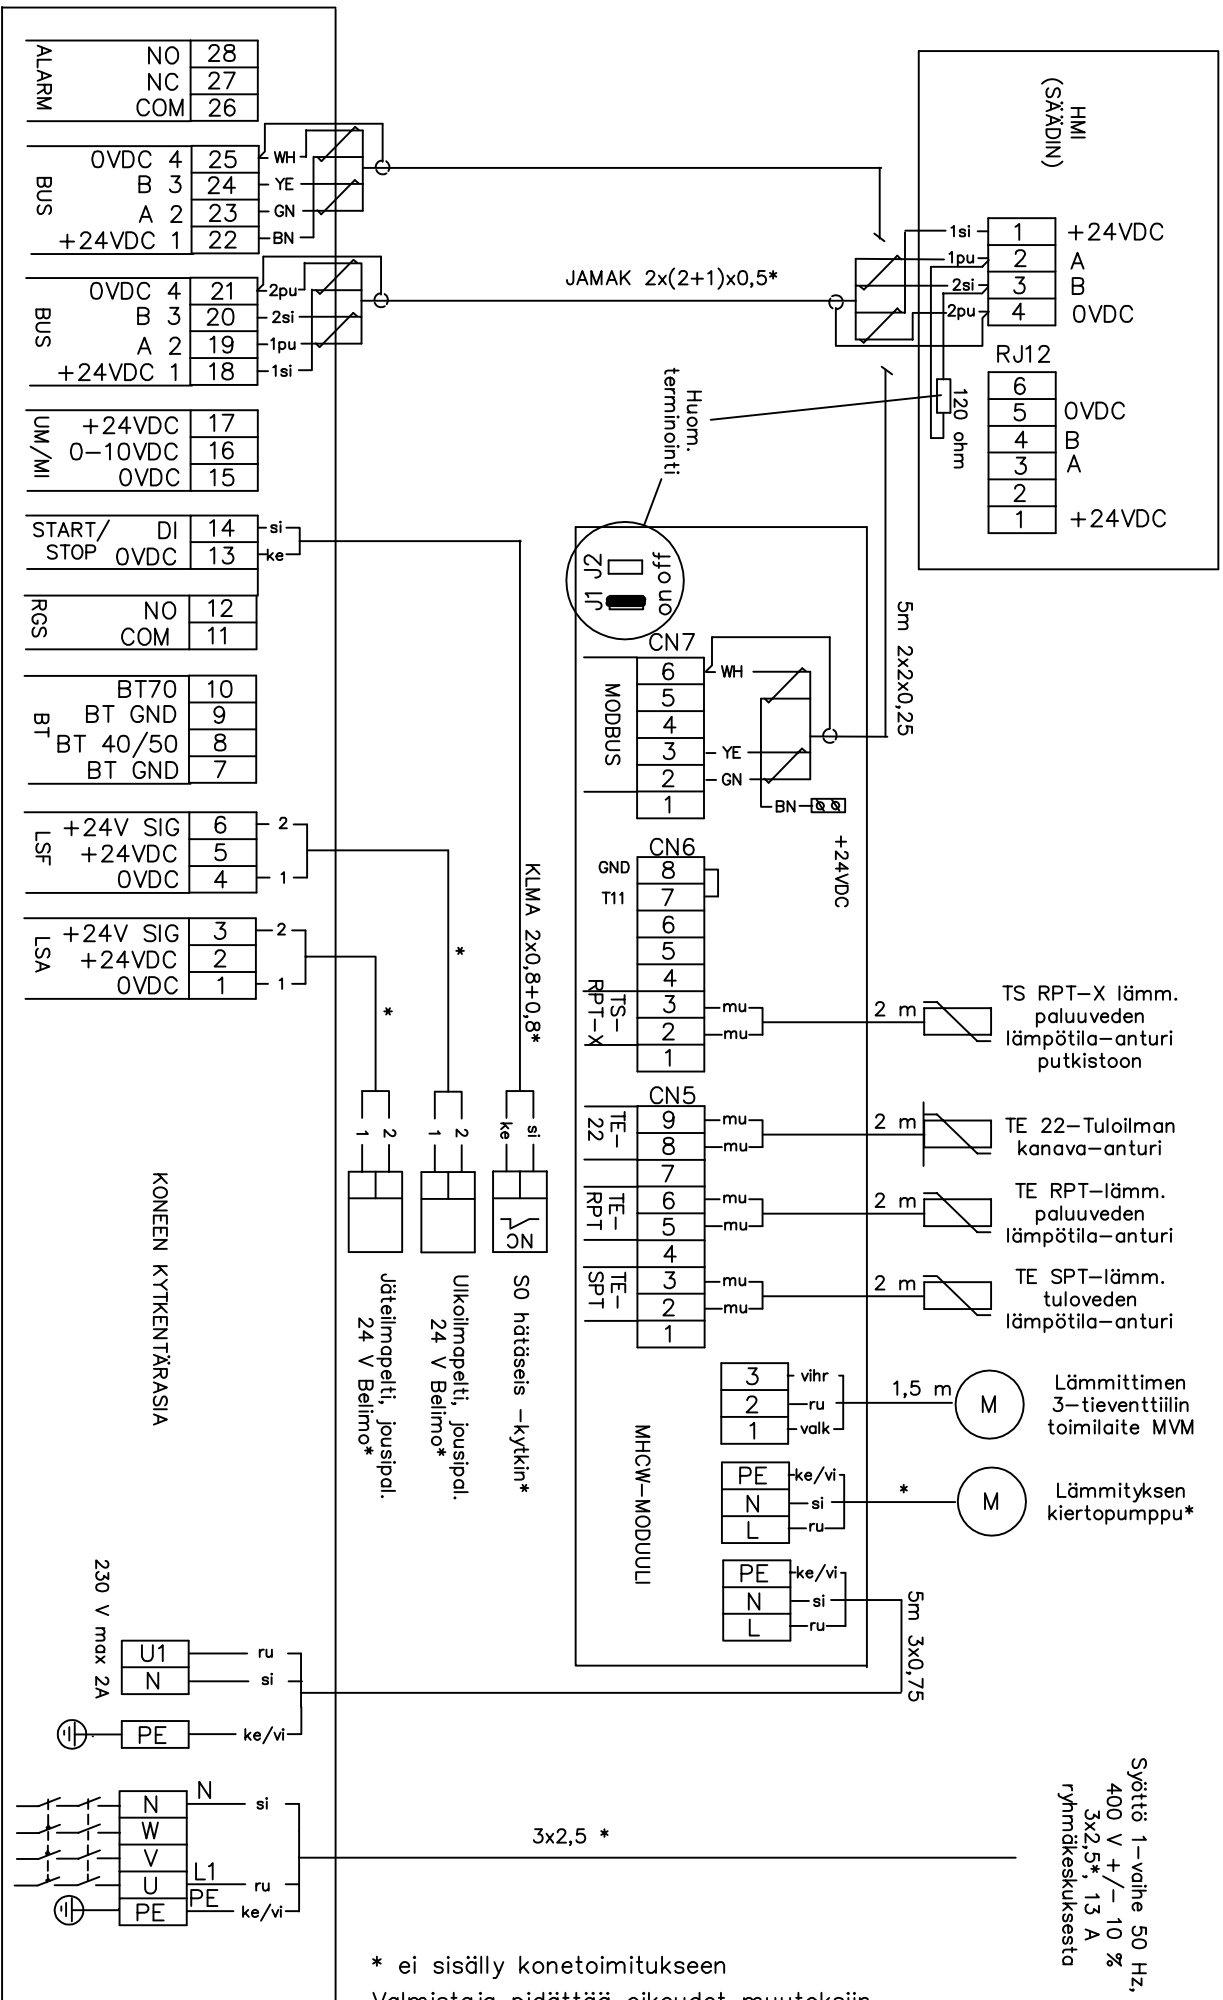 ALARM
NO 28
NC 27
COM 26
BUS
0VDC 4 25 WH
B 3 24 YE
A 2 23 GN
+24VDC 1 22 BN
BUS
0VDC 4 21 2pu
B 3 20 2si
A 2 19 1pu
+24VDC 1 18 1si
UM/MI
+24VDC 17
0-10VDC 16
0VDC 15
START/
STOP
DI 14 si
0VDC 13 ke
RGS
NO 12
COM 11
BT
BT70 10
BT GND 9
BT 40/50 8
BT GND 7
LSF
+24V SIG 6 2
+24VDC 5
0VDC 4 1
LSA
+24V SIG 3 2
+24VDC 2
0VDC 1 1
KONEEN KYTKENTÄRASIA
JAMAK 2x(2+1)x0,5*
HMI
(SÄÄDIN)
1si 1 +24VDC
1pu 2 A
2si 3 B
2pu 4 0VDC
RJ12
6
5 0VDC
4 B
3 A
2
1 +24VDC
120 ohm
Huom.
terminointi
J2 off
J1 on
5m 2x2x0,25
CN7
MODBUS
6 WH
5
4
3 YE
2 GN
1
BN
+24VDC
CN6
GND 8
T11 7
6
5
4
TS-
RPT-X
3 mu
2 mu
1
2 m
TS RPT-X lämm.
paluuveden
lämpötila-anturi
putkistoon
CN5
TE-
22
9 mu
8 mu
7
2 m
TE 22-Tuloilman
kanava-anturi
TE-
RPT
6 mu
5 mu
4
2 m
TE RPT-lämm.
paluuveden
lämpötila-anturi
TE-
SPT
3 mu
2 mu
1
2 m
TE SPT-lämm.
tuloveden
lämpötila-anturi
3 vihr
2 ru
1 valk
1,5 m
M
Lämmittimen
3-tieventtiilin
toimilaite MVM
PE ke/vi
N si
L ru
*
M
Lämmityksen
kiertopumppu*
PE ke/vi
N si
L ru
5m 3x0,75
MHCW-MODUULI
KLMA 2x0,8+0,8*
*
*
1 2
1 2
ke si
NC
S0 hätäseis -kytkin*
Ulkoilmapelti, jousipal.
24 V Belimo*
Jäteilmapelti, jousipal.
24 V Belimo*
230 V max 2A
U1 ru
N si
PE ke/vi
N N si
W
V
U L1 ru
PE PE ke/vi
3x2,5 *
Syöttö 1-vaihe 50 Hz,
400 V +/- 10 %
3x2,5*, 13 A
ryhmäkeskuksesta
* ei sisälly konetoimitukseen
Valmistaja pidättää oikeudet muutoksiin